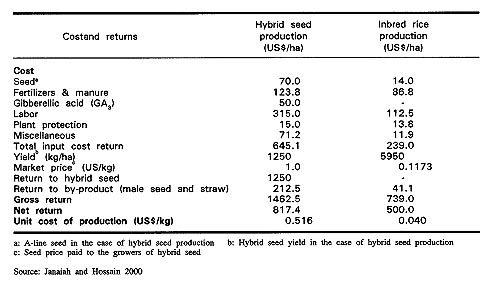 Costend returns Hybrid seed production (US$/ha) Inbred rice production (US$/ha)
Cost
Seedᵃ 70.0 14.0
Fertilizers & manure 123.8 86.8
Gibberellic acid (GA₃) 50.0 -
Labor 315.0 112.5
Plant protection 15.0 13.8
Miscellaneous 71.2 11.9
Total input cost return 645.1 239.0
Yieldᵇ (kg/ha) 1250 5950
Market priceᶜ (US/kg) 1.0 0.1173
Return to hybrid seed 1250 -
Return to by-product (male seed and straw) 212.5 41.1
Gross return 1462.5 739.0
Net return 817.4 500.0
Unit cost of production (US$/kg) 0.516 0.040
a: A-line seed in the case of hybrid seed production b: Hybrid seed yield in the case of hybrid seed production
c: Seed price paid to the growers of hybrid seed
Source: Janaiah and Hossain 2000